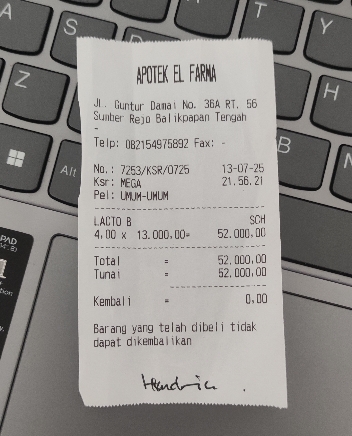 APOTEK EL FARMA
Jl. Guntur Damai No. 36A RT. 56
Sumber Rejo Balikpapan Tengah
-
Telp: 082154975892 Fax: -
No.: 7253/KSR/0725 13-07-25
Ksr: MEGA 21.56.21
Pel: UMUM-UMUM
LACTO B SCH
4,00 x 13.000,00= 52.000,00
Total = 52.000,00
Tunai = 52.000,00
Kembali = 0,00
Barang yang telah dibeli tidak
dapat dikembalikan
Hendrica
A
S
T
Y
Z
H
B
N
Alt